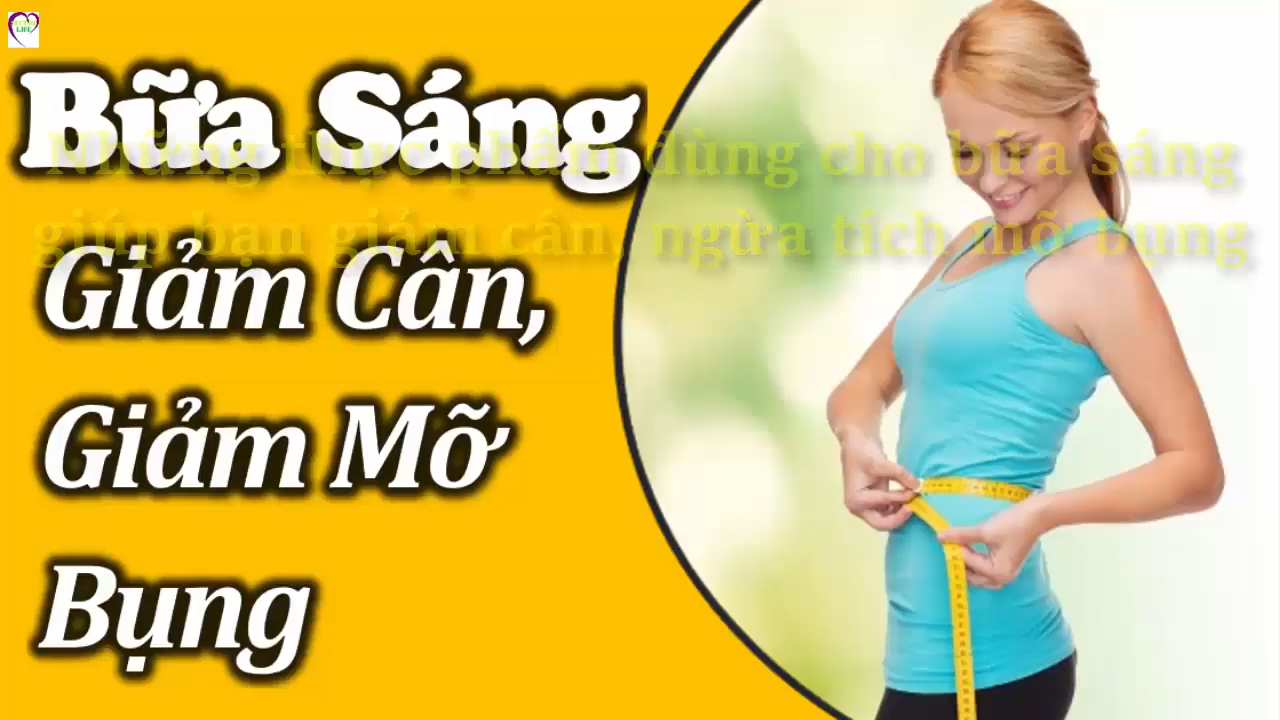 Bữa Sáng
Những thực phẩm dùng cho bữa sáng
giúp bạn giảm cân, ngừa tích mỡ bụng
Giảm Cân,
Giảm Mỡ
Bụng
LIFE